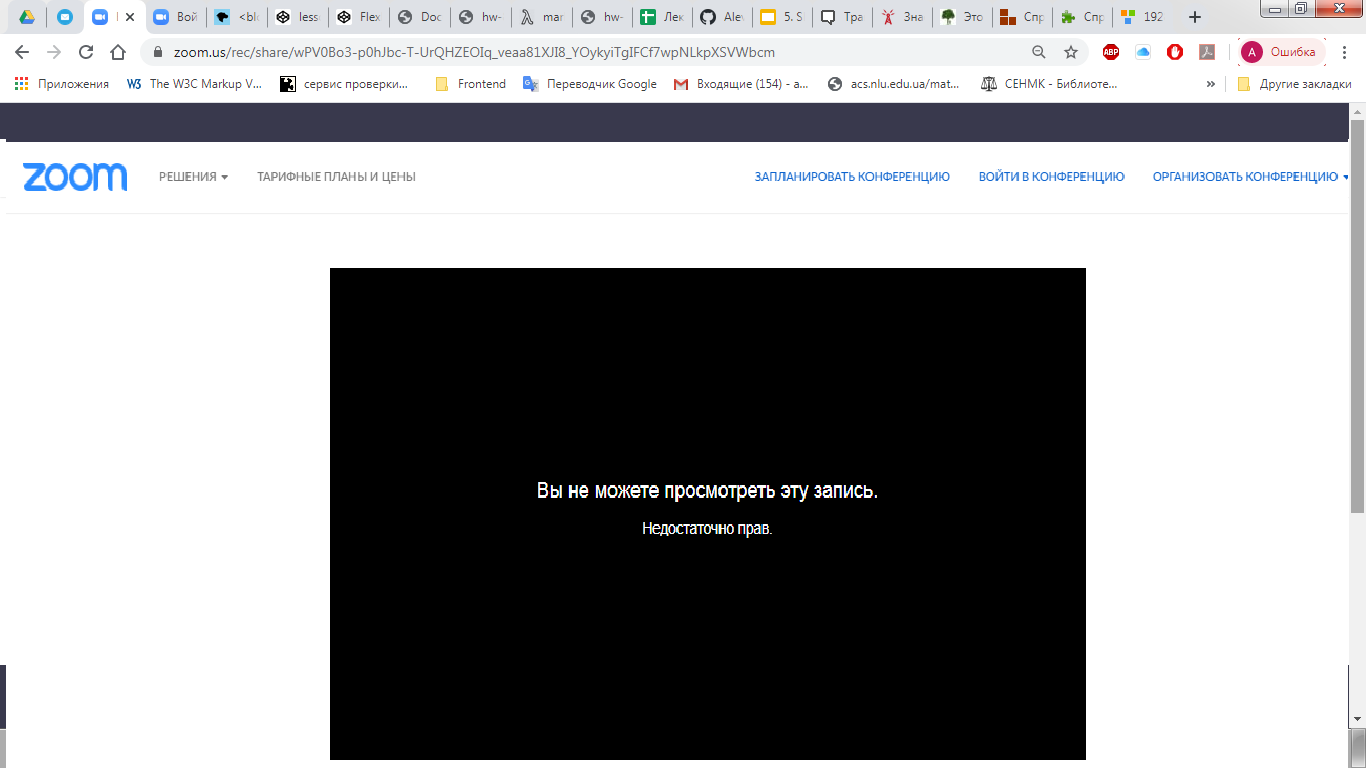 Вой
<blo
less
Flex
Doc
hw-
mar
hw-
Лек
Alev
5. S
Тра
Зна
Это
Спр
Спр
192
zoom.us/rec/share/wPV0Bo3-p0hJbc-T-UrQHZEOIq_veaa81XJI8_YOykyiTgIFCf7wpNLkpXSVWbcm
ABP
A Ошибка
Приложения
The W3C Markup V...
сервис проверки...
Frontend
Переводчик Google
Входящие (154) - a...
acs.nlu.edu.ua/mat...
СЕНМК - Библиоте...
»
Другие закладки
zoom
РЕШЕНИЯ
ТАРИФНЫЕ ПЛАНЫ И ЦЕНЫ
ЗАПЛАНИРОВАТЬ КОНФЕРЕНЦИЮ
ВОЙТИ В КОНФЕРЕНЦИЮ
ОРГАНИЗОВАТЬ КОНФЕРЕНЦИЮ
Вы не можете просмотреть эту запись.
Недостаточно прав.